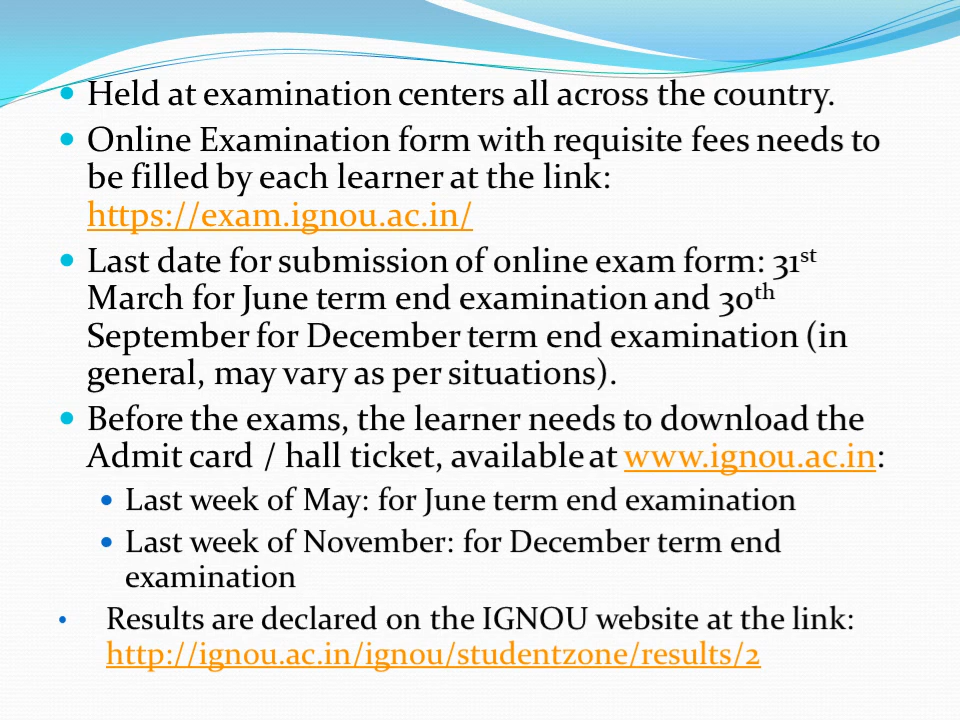 • Held at examination centers all across the country.
• Online Examination form with requisite fees needs to
be filled by each learner at the link:
https://exam.ignou.ac.in/
• Last date for submission of online exam form: 31st
March for June term end examination and 30th
September for December term end examination (in
general, may vary as per situations).
• Before the exams, the learner needs to download the
Admit card / hall ticket, available at www.ignou.ac.in:
• Last week of May: for June term end examination
• Last week of November: for December term end
examination
• Results are declared on the IGNOU website at the link:
http://ignou.ac.in/ignou/studentzone/results/2